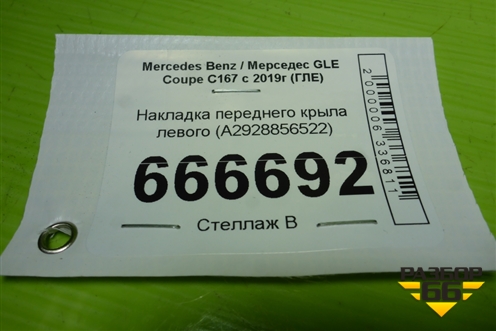 Mercedes Benz / Мерседес GLE
Coupe C167 с 2019г (ГЛЕ)
Накладка переднего крыла
левого (A2928856522)
666692
Стеллаж В
2000006336811
РАЗБОР
66